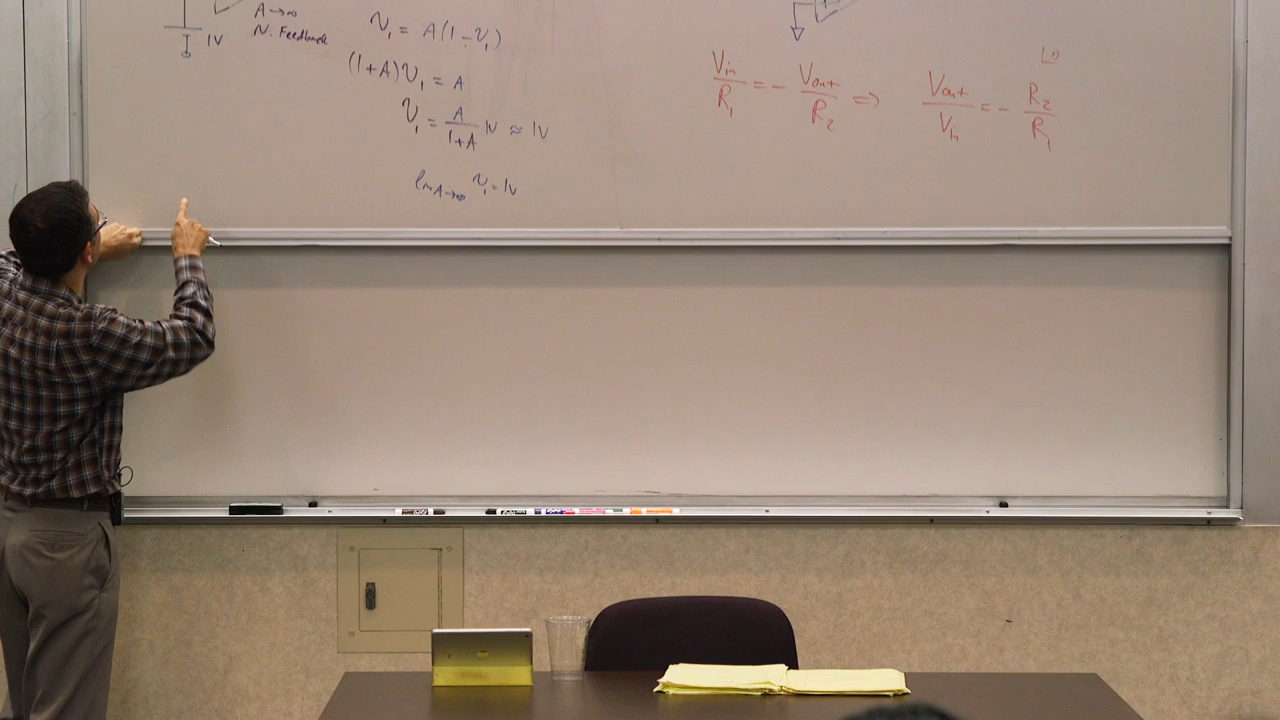 A→∞
N. Feedback
1V
V₁ = A(1-V₁)
(1+A)V₁ = A
V₁ = A/(1+A) 1V ≈ 1V
lim A→∞ V₁ = 1V
Vin/R₁ = - Vout/R₂ ⇒ Vout/Vin = - R₂/R₁